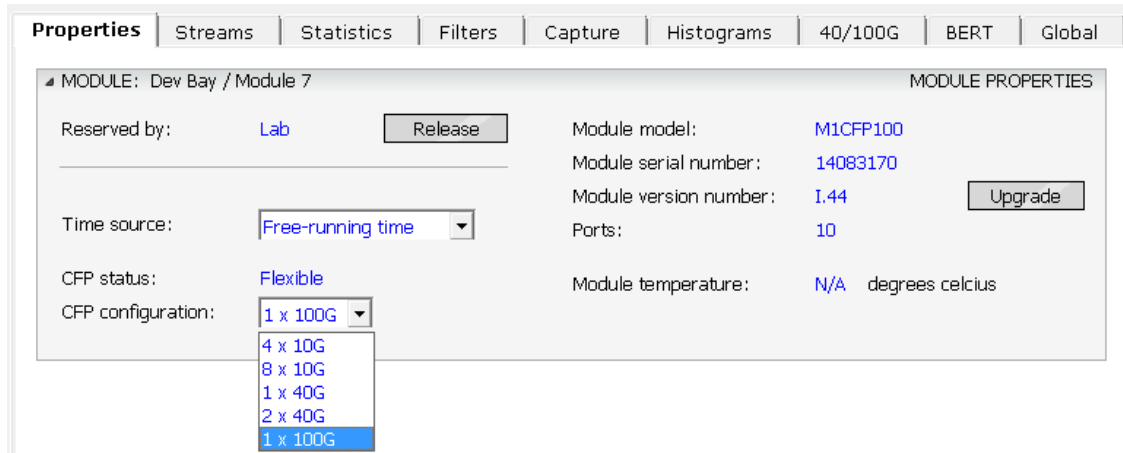 Properties Streams Statistics Filters Capture Histograms 40/100G BERT Global
MODULE: Dev Bay / Module 7 MODULE PROPERTIES
Reserved by: Lab Release Module model: M1CFP100
Module serial number: 14083170
Module version number: I.44 Upgrade
Time source: Free-running time Ports: 10
CFP status: Flexible Module temperature: N/A degrees celcius
CFP configuration: 1 x 100G
4 x 10G
8 x 10G
1 x 40G
2 x 40G
1 x 100G